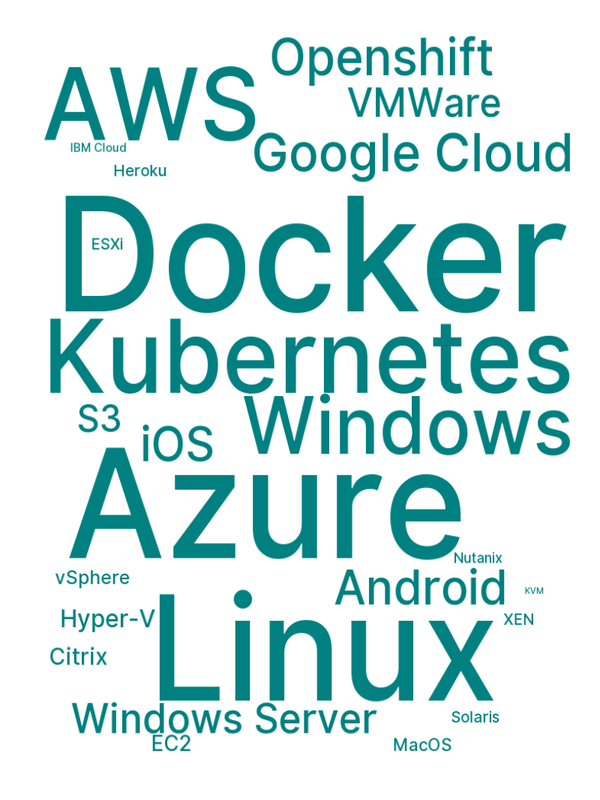 Openshift
AWS
VMWare
IBM Cloud
Google Cloud
Heroku
Docker
ESXi
Kubernetes
S3
Windows
iOS
Azure
Nutanix
vSphere
Android
KVM
Hyper-V
XEN
Linux
Citrix
Windows Server
Solaris
EC2
MacOS